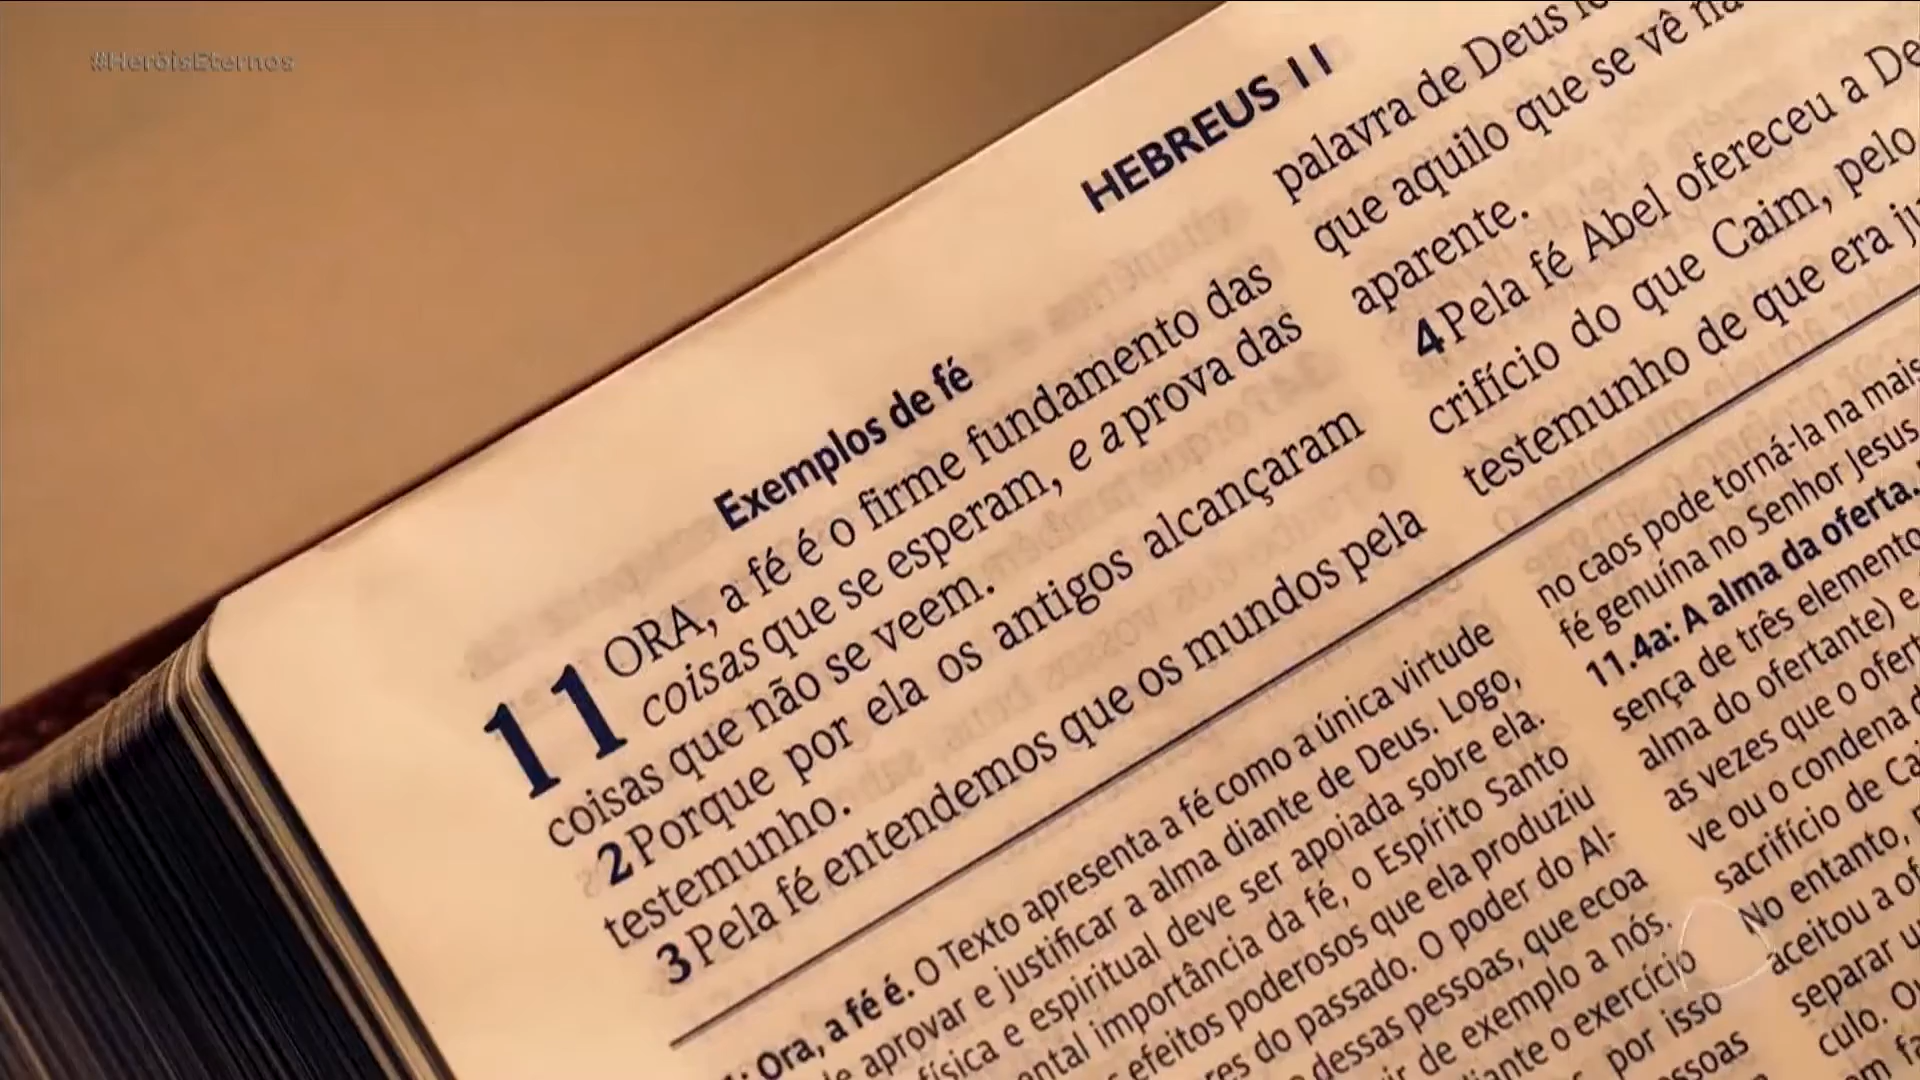 #HeróisEternos
HEBREUS 11
Exemplos de fé
11 ORA, a fé é o firme fundamento das
coisas que se esperam, e a prova das
coisas que não se veem.
2 Porque por ela os antigos alcançaram
testemunho.
3 Pela fé entendemos que os mundos pela
palavra de Deus
que aquilo que se vê
aparente.
4 Pela fé Abel ofereceu a
crifício do que Caim, pelo
testemunho de que era
Ora, a fé é. O Texto apresenta a fé como a única virtude
aprovar e justificar a alma diante de Deus. Logo,
física e espiritual deve ser apoiada sobre ela.
importância da fé, o Espírito Santo
efeitos poderosos que ela produziu
do passado. O poder do Al-
dessas pessoas, que ecoa
de exemplo a nós.
o exercício
por isso
no caos pode torná-la na mais
fé genuína no Senhor Jesus
11.4a: A alma da oferta.
sença de três elemento
alma do ofertante) e
as vezes que o ofert
ve ou o condena
sacrifício de
No entanto,
aceitou a
separar
culo.